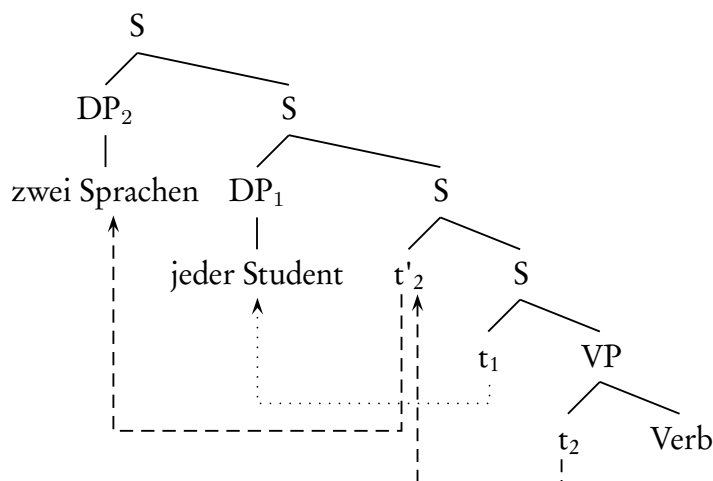 S
DP₂ S
zwei Sprachen DP₁ S
jeder Student t'₂ S
t₁ VP
t₂ Verb